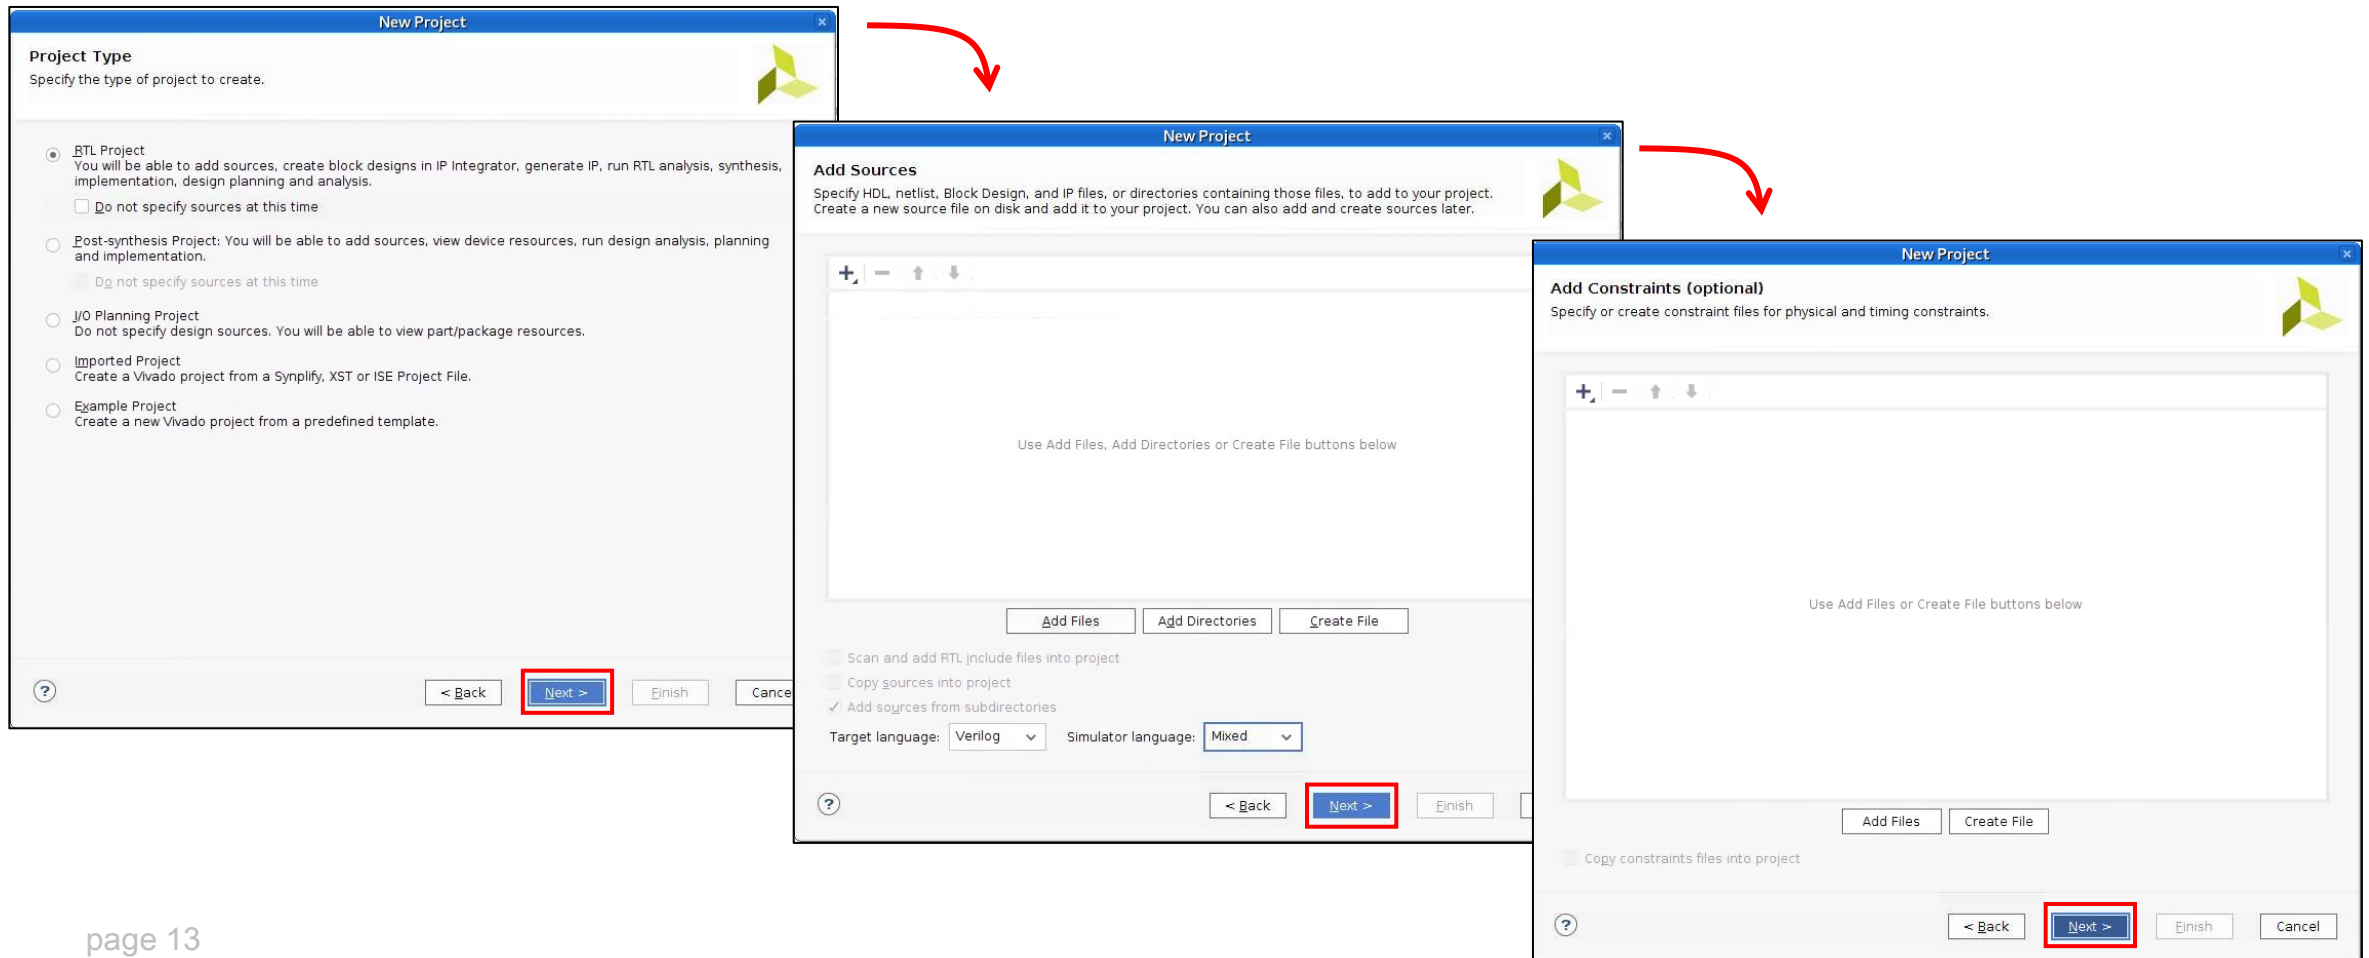 New Project
Project Type
Specify the type of project to create.
RTL Project
You will be able to add sources, create block designs in IP Integrator, generate IP, run RTL analysis, synthesis,
implementation, design planning and analysis.
Do not specify sources at this time
Post-synthesis Project: You will be able to add sources, view device resources, run design analysis, planning
and implementation.
Do not specify sources at this time
I/O Planning Project
Do not specify design sources. You will be able to view part/package resources.
Imported Project
Create a Vivado project from a Synplify, XST or ISE Project File.
Example Project
Create a new Vivado project from a predefined template.
? < Back Next > Finish Cance
New Project
Add Sources
Specify HDL, netlist, Block Design, and IP files, or directories containing those files, to add to your project.
Create a new source file on disk and add it to your project. You can also add and create sources later.
Use Add Files, Add Directories or Create File buttons below
Add Files Add Directories Create File
Scan and add RTL include files into project
Copy sources into project
Add sources from subdirectories
Target language: Verilog Simulator language: Mixed
? < Back Next > Finish
New Project
Add Constraints (optional)
Specify or create constraint files for physical and timing constraints.
Use Add Files or Create File buttons below
Add Files Create File
Copy constraints files into project
? < Back Next > Finish Cancel
page 13